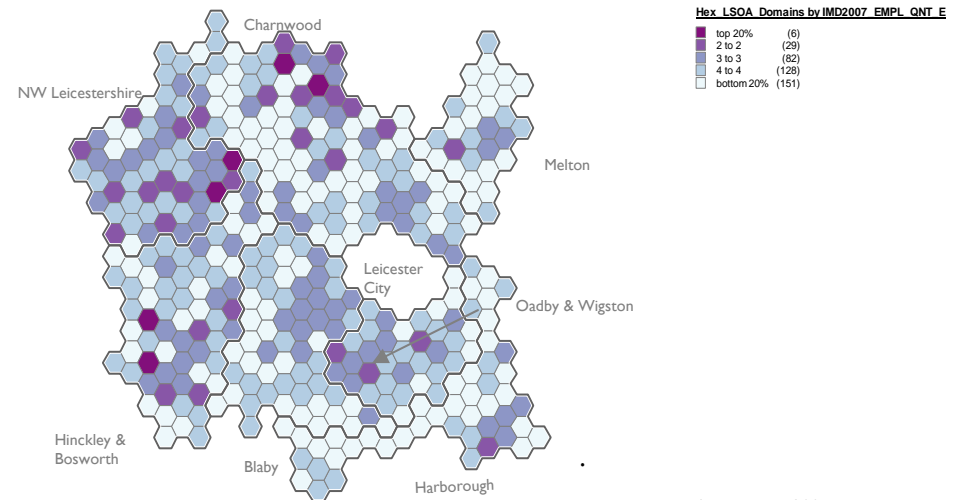 Hex_LSOA_Domains by IMD2007_EMPL_QNT_E
top 20% (6)
2 to 2 (29)
3 to 3 (82)
4 to 4 (128)
bottom 20% (151)
Charnwood
NW Leicestershire
Melton
Leicester
City
Oadby & Wigston
Hinckley &
Bosworth
Blaby
Harborough